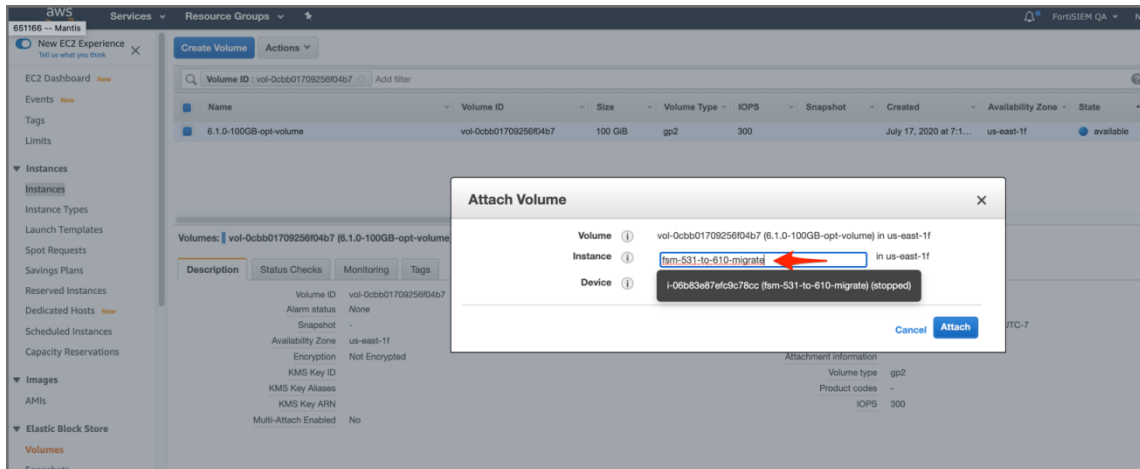 aws Services Resource Groups FortiSIEM QA
651166 -- Mantis
New EC2 Experience
Tell us what you think
Create Volume Actions
EC2 Dashboard New
Events New
Tags
Limits
Instances
Instances
Instance Types
Launch Templates
Spot Requests
Savings Plans
Reserved Instances
Dedicated Hosts New
Scheduled Instances
Capacity Reservations
Images
AMIs
Elastic Block Store
Volumes
Volume ID : vol-0cbb01709256f04b7 Add filter
Name Volume ID Size Volume Type IOPS Snapshot Created Availability Zone State
6.1.0-100GB-opt-volume vol-0cbb01709256f04b7 100 GiB gp2 300 July 17, 2020 at 7:1... us-east-1f available
Attach Volume
Volume vol-0cbb01709256f04b7 (6.1.0-100GB-opt-volume) in us-east-1f
Instance fsm-531-to-610-migrate in us-east-1f
Device i-06b83e87efc9c78cc (fsm-531-to-610-migrate) (stopped)
Cancel Attach
Volumes: vol-0cbb01709256f04b7 (6.1.0-100GB-opt-volume
Description Status Checks Monitoring Tags
Volume ID vol-0cbb01709256f04b7
Alarm status None
Snapshot -
Availability Zone us-east-1f
Encryption Not Encrypted
KMS Key ID
KMS Key Aliases
KMS Key ARN
Multi-Attach Enabled No
UTC-7
Attachment information
Volume type gp2
Product codes -
IOPS 300